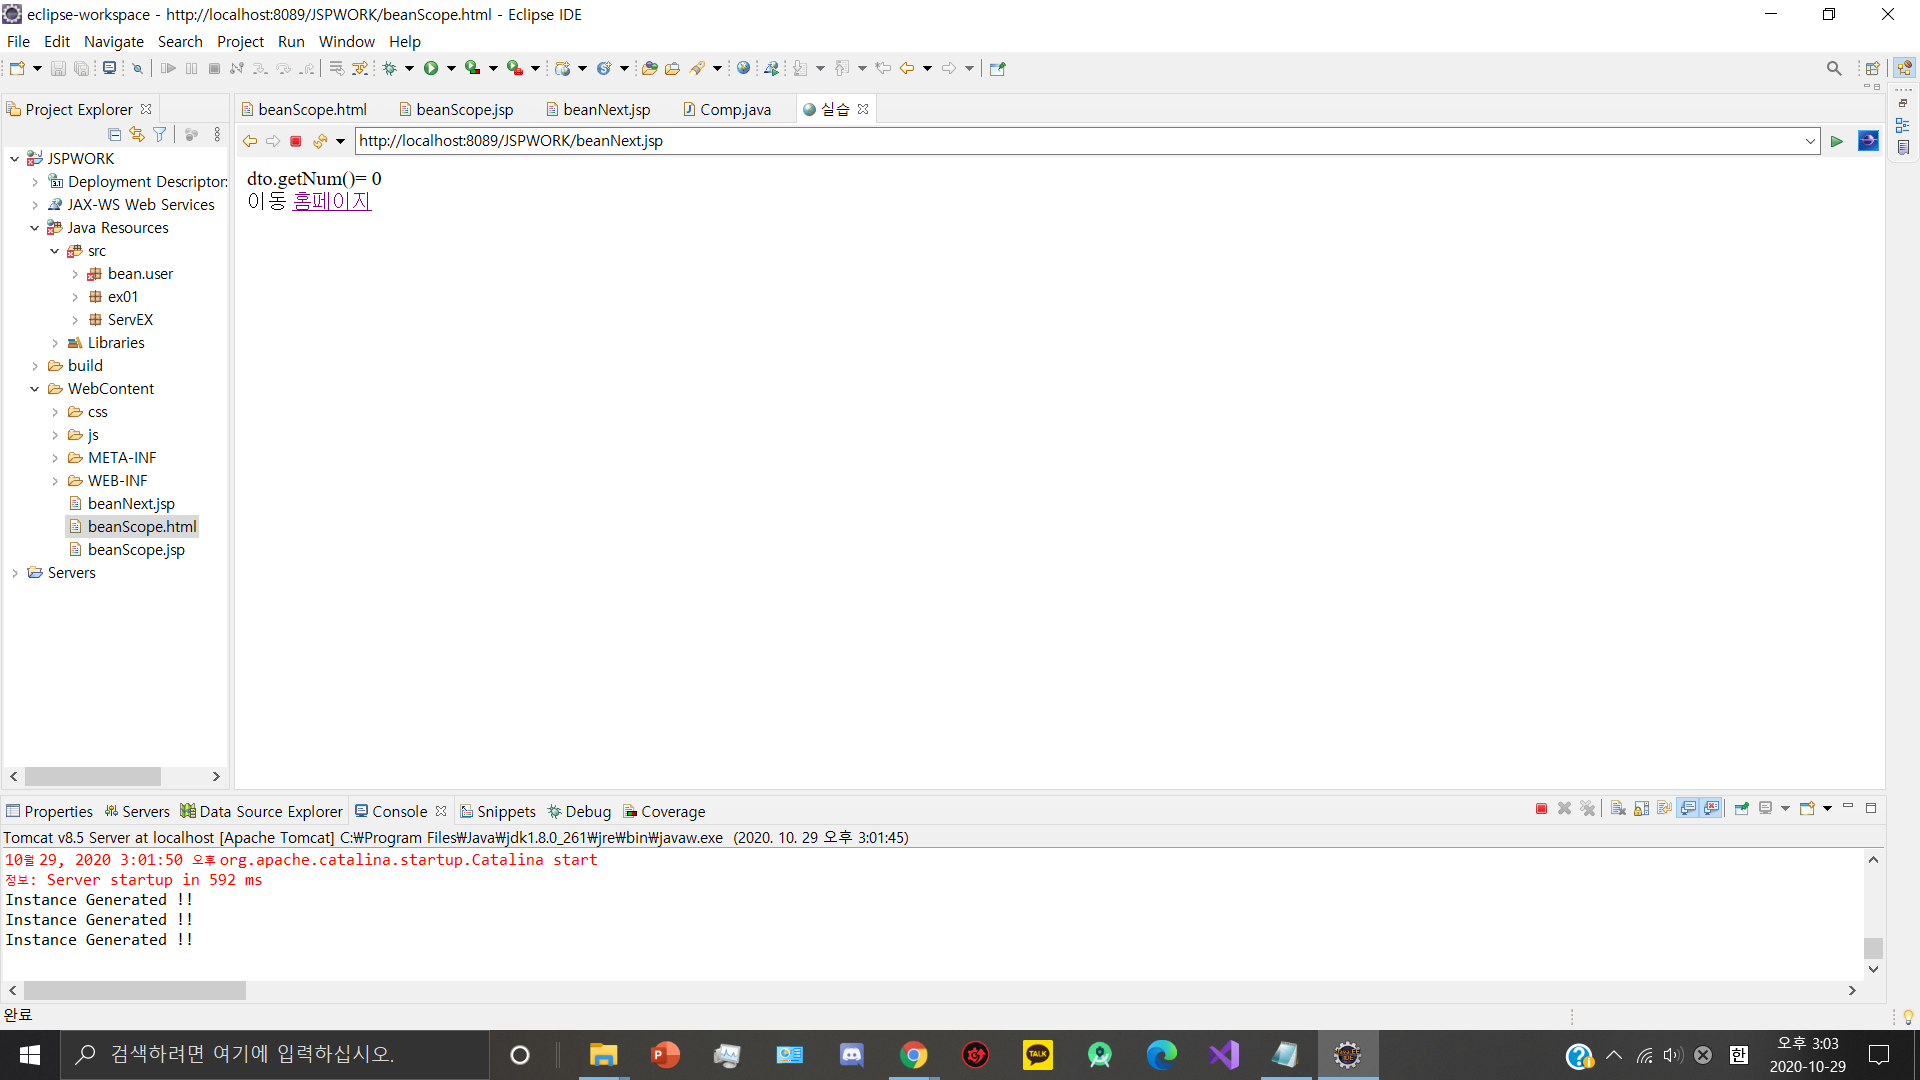 eclipse-workspace - http://localhost:8089/JSPWORK/beanScope.html - Eclipse IDE
File Edit Navigate Search Project Run Window Help
Project Explorer
beanScope.html beanScope.jsp beanNext.jsp Comp.java 실습
http://localhost:8089/JSPWORK/beanNext.jsp
JSPWORK
Deployment Descriptor:
JAX-WS Web Services
Java Resources
src
bean.user
ex01
ServEX
Libraries
build
WebContent
css
js
META-INF
WEB-INF
beanNext.jsp
beanScope.html
beanScope.jsp
Servers
dto.getNum()= 0
이동 홈페이지
Properties Servers Data Source Explorer Console Snippets Debug Coverage
Tomcat v8.5 Server at localhost [Apache Tomcat] C:₩Program Files₩Java₩jdk1.8.0_261₩jre₩bin₩javaw.exe (2020. 10. 29 오후 3:01:45)
10월 29, 2020 3:01:50 오후 org.apache.catalina.startup.Catalina start
정보: Server startup in 592 ms
Instance Generated !!
Instance Generated !!
Instance Generated !!
완료
검색하려면 여기에 입력하십시오.
TALK
한
오후 3:03
2020-10-29